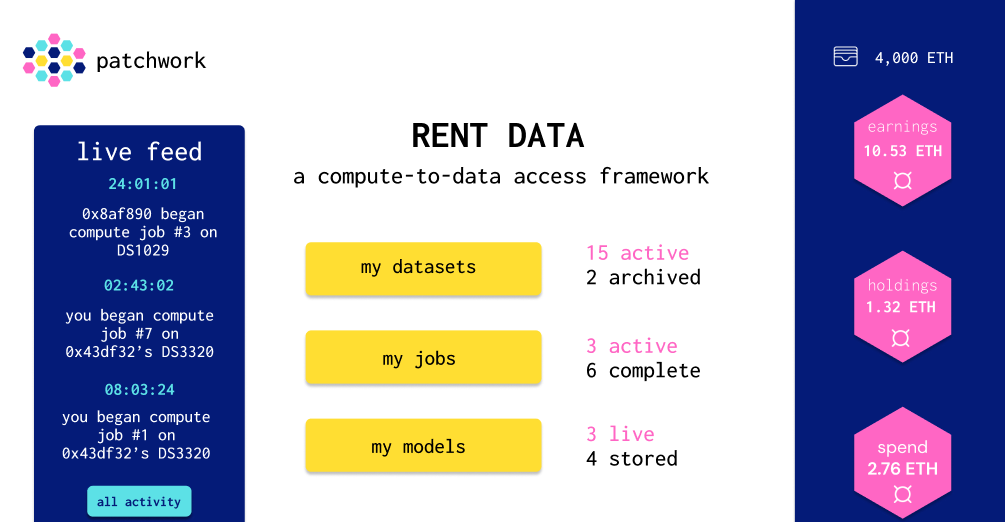 patchwork
4,000 ETH
RENT DATA
a compute-to-data access framework
live feed
24:01:01
0x8af890 began
compute job #3 on
DS1029
02:43:02
you began compute
job #7 on
0x43df32’s DS3320
08:03:24
you began compute
job #1 on
0x43df32’s DS3320
all activity
my datasets
15 active
2 archived
my jobs
3 active
6 complete
my models
3 live
4 stored
earnings
10.53 ETH
holdings
1.32 ETH
spend
2.76 ETH